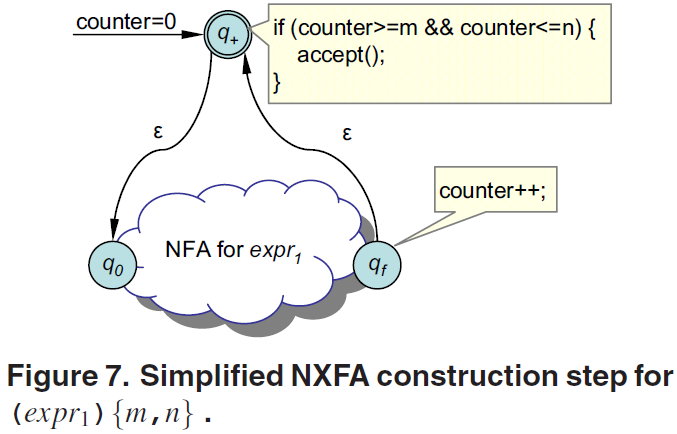 counter=0
q+
if (counter>=m && counter<=n) {
accept();
}
ε
ε
counter++;
NFA for expr1
q0
qf
Figure 7. Simplified NXFA construction step for
(expr1){m,n} .